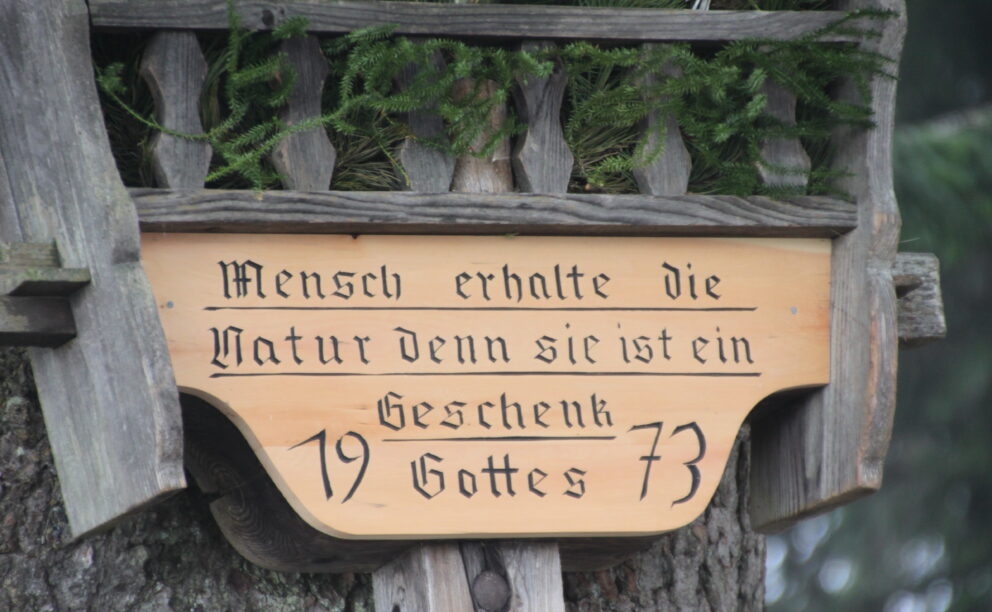 Mensch erhalte die
Natur denn sie ist ein
Geschenk
19 Gottes 73